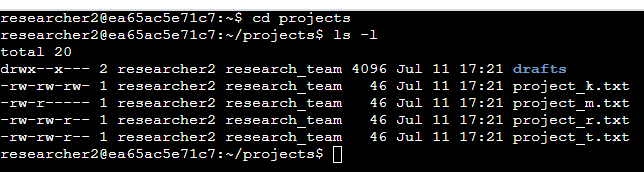 researcher2@ea65ac5e71c7:~$ cd projects
researcher2@ea65ac5e71c7:~/projects$ ls -l
total 20
drwx--x--- 2 researcher2 research_team 4096 Jul 11 17:21 drafts
-rw-rw-rw- 1 researcher2 research_team   46 Jul 11 17:21 project_k.txt
-rw-r----- 1 researcher2 research_team   46 Jul 11 17:21 project_m.txt
-rw-rw-r-- 1 researcher2 research_team   46 Jul 11 17:21 project_r.txt
-rw-rw-r-- 1 researcher2 research_team   46 Jul 11 17:21 project_t.txt
researcher2@ea65ac5e71c7:~/projects$